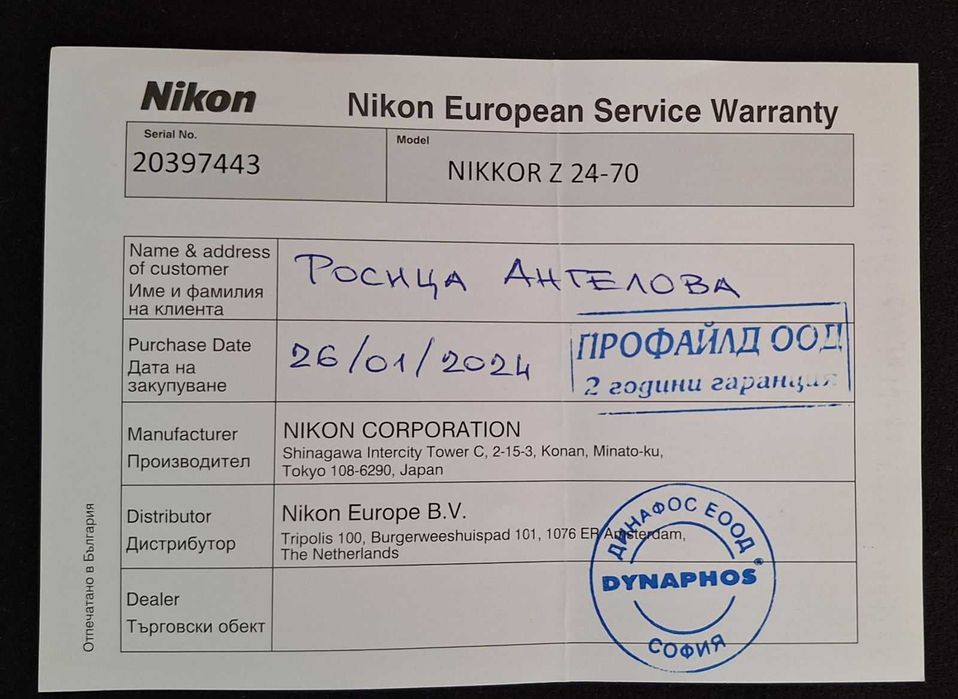 Nikon
Nikon European Service Warranty
Serial No.
20397443
Model
NIKKOR Z 24-70
Name & address
of customer
Име и фамилия
на клиента
РОСИЦА АНГЕЛОВА
Purchase Date
Дата на
закупуване
26/01/2024
ПРОФАЙЛД ООД
2 години гаранция
Manufacturer
Производител
NIKON CORPORATION
Shinagawa Intercity Tower C, 2-15-3, Konan, Minato-ku,
Tokyo 108-6290, Japan
Distributor
Дистрибутор
Nikon Europe B.V.
Tripolis 100, Burgerweeshuispad 101, 1076 ER Amsterdam,
The Netherlands
Dealer
Търговски обект
ДИНАФОС ЕООД
DYNAPHOS®
СОФИЯ
Отпечатано в България